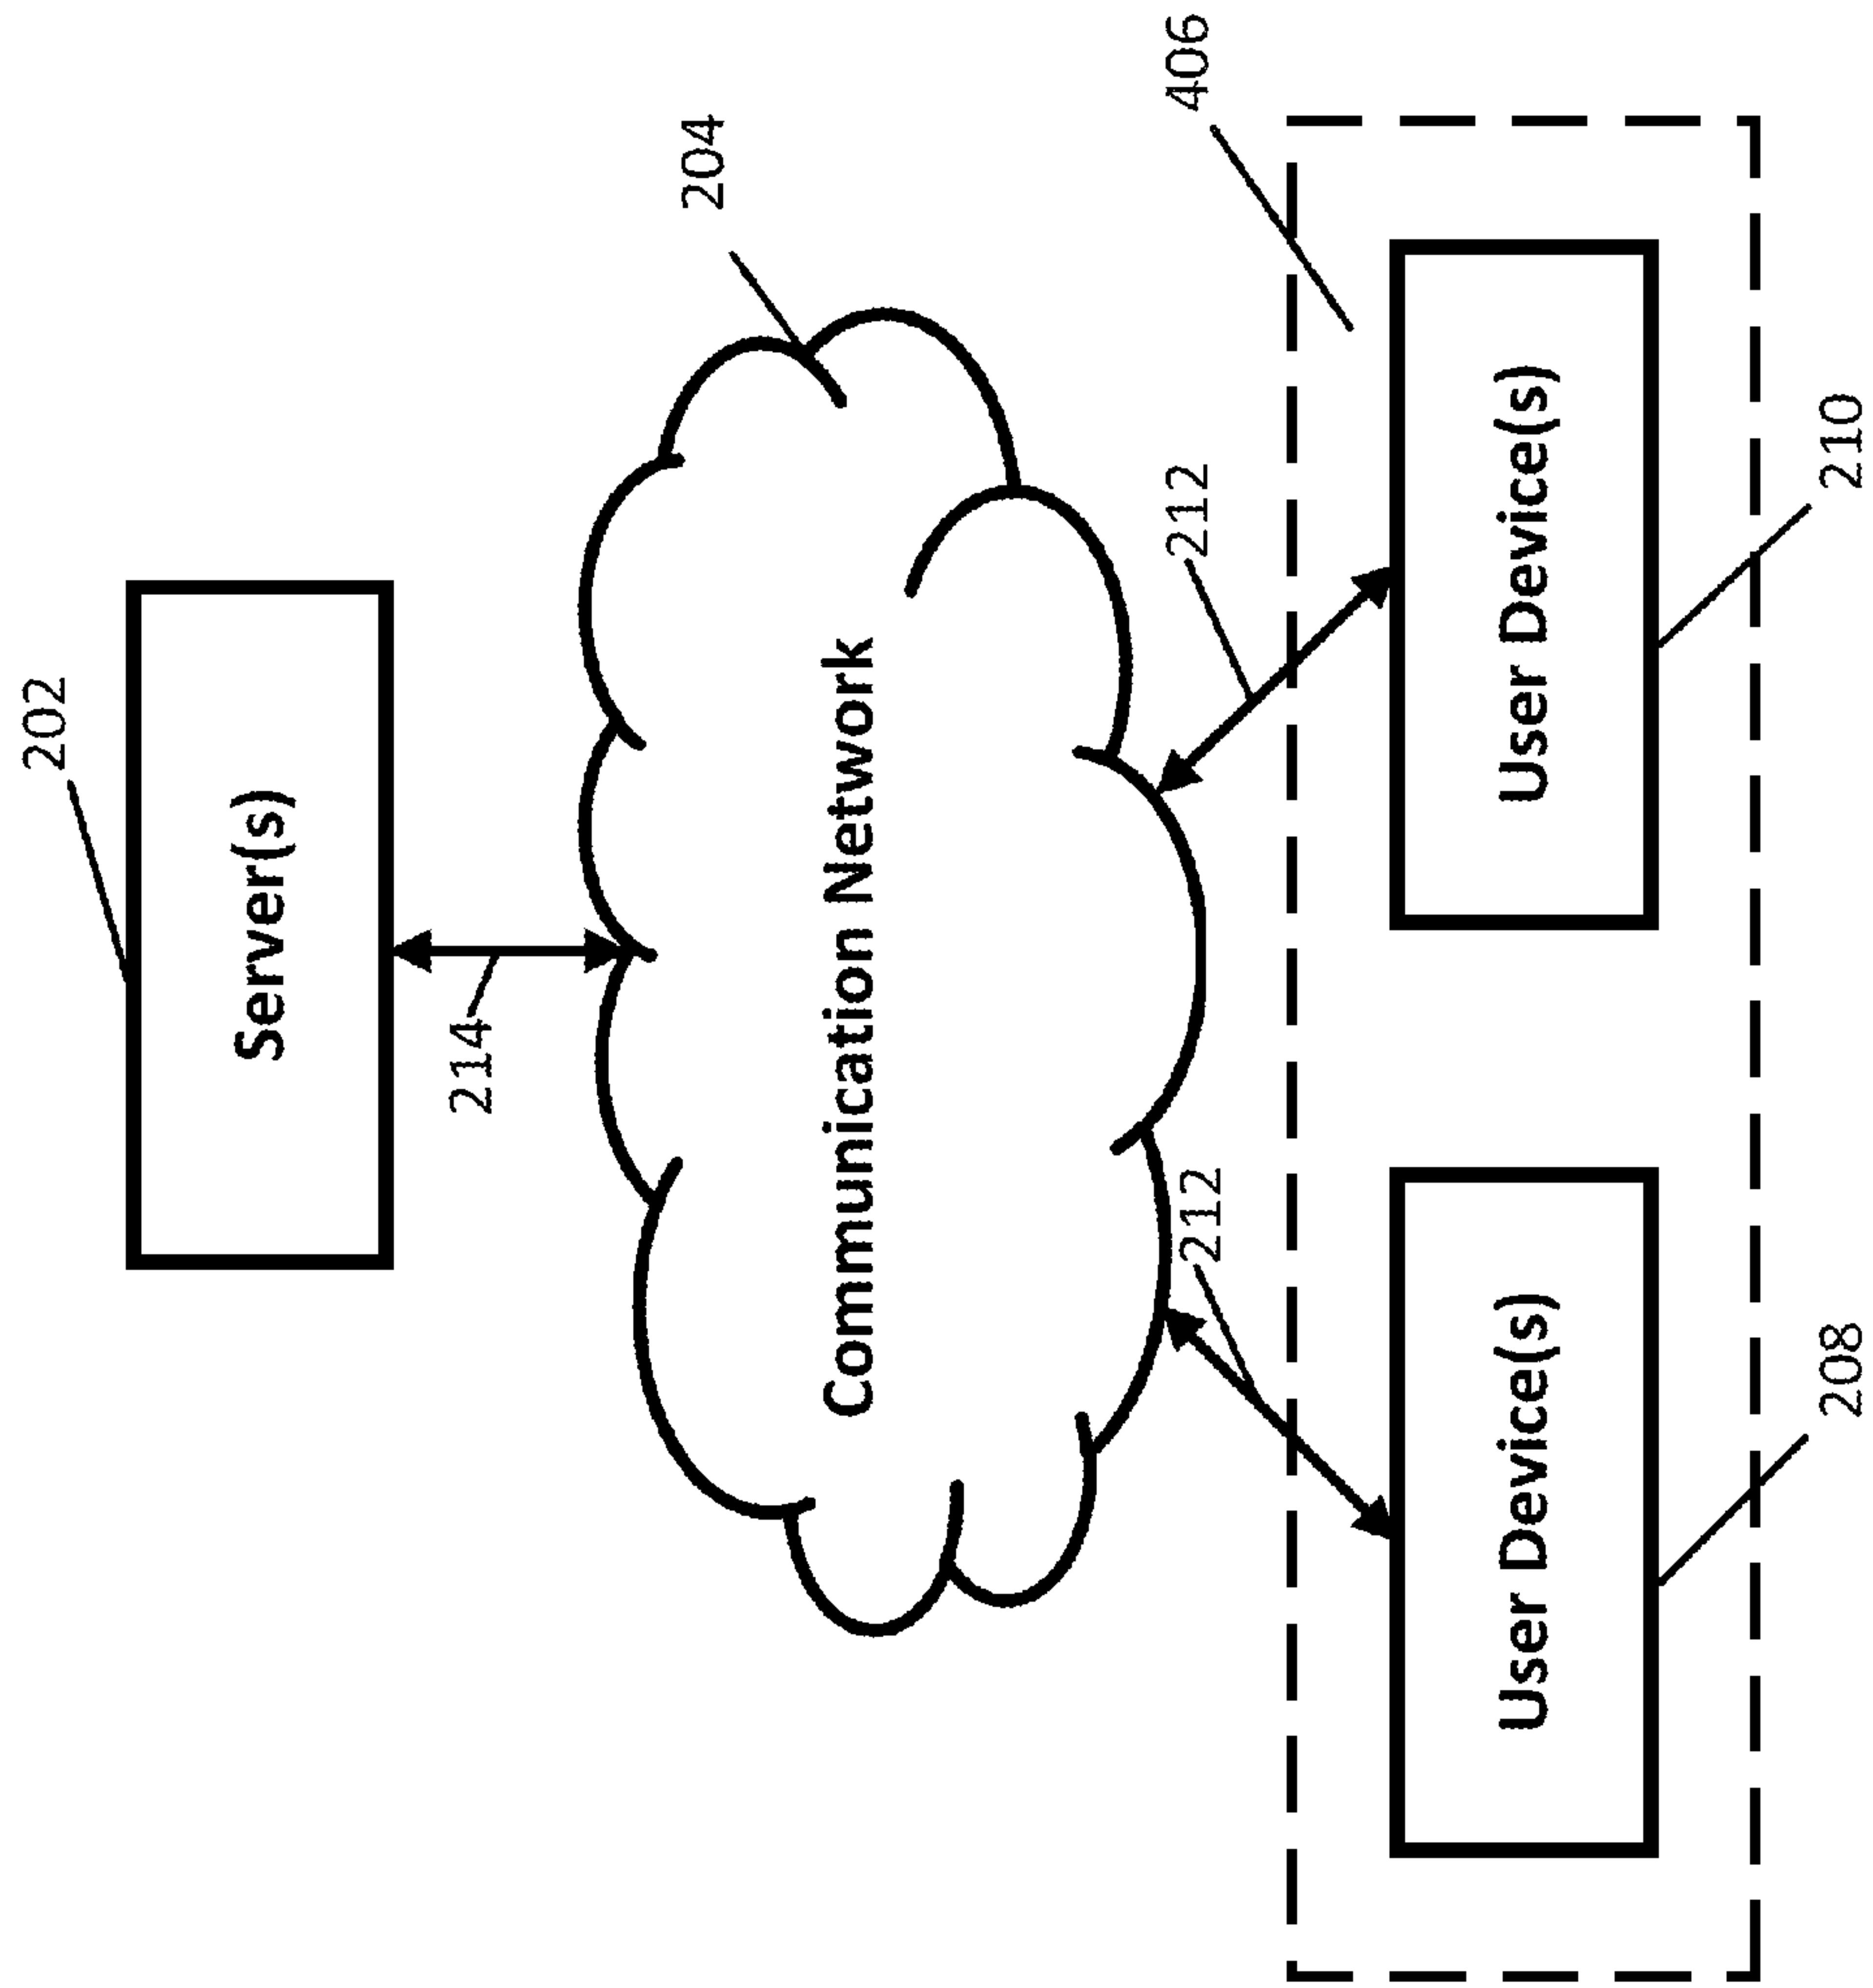 202
Server(s)
214
204
Communication Network
212
212
406
User Device(s)
User Device(s)
208
210